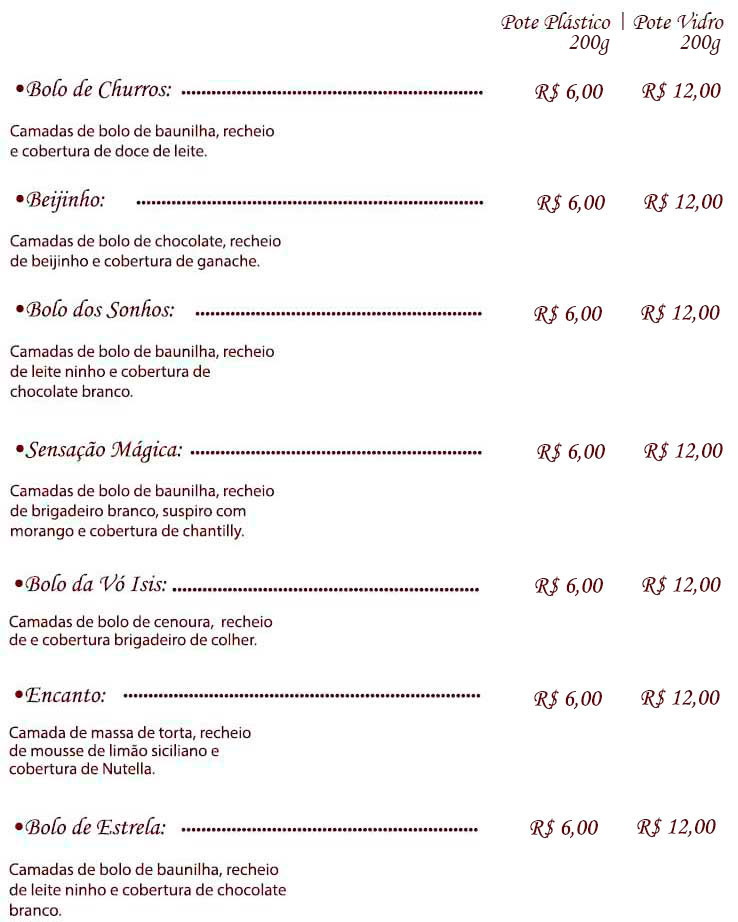 Pote Plástico | Pote Vidro
200g 200g
•Bolo de Churros: ............................................................ R$ 6,00 R$ 12,00
Camadas de bolo de baunilha, recheio
e cobertura de doce de leite.
•Beijinho: ..................................................................... R$ 6,00 R$ 12,00
Camadas de bolo de chocolate, recheio
de beijinho e cobertura de ganache.
•Bolo dos Sonhos: ......................................................... R$ 6,00 R$ 12,00
Camadas de bolo de baunilha, recheio
de leite ninho e cobertura de
chocolate branco.
•Sensação Mágica: .......................................................... R$ 6,00 R$ 12,00
Camadas de bolo de baunilha, recheio
de brigadeiro branco, suspiro com
morango e cobertura de chantilly.
•Bolo da Vó Isis: ............................................................. R$ 6,00 R$ 12,00
Camadas de bolo de cenoura, recheio
de e cobertura brigadeiro de colher.
•Encanto: ....................................................................... R$ 6,00 R$ 12,00
Camada de massa de torta, recheio
de mousse de limão siciliano e
cobertura de Nutella.
•Bolo de Estrela: ........................................................... R$ 6,00 R$ 12,00
Camadas de bolo de baunilha, recheio
de leite ninho e cobertura de chocolate
branco.